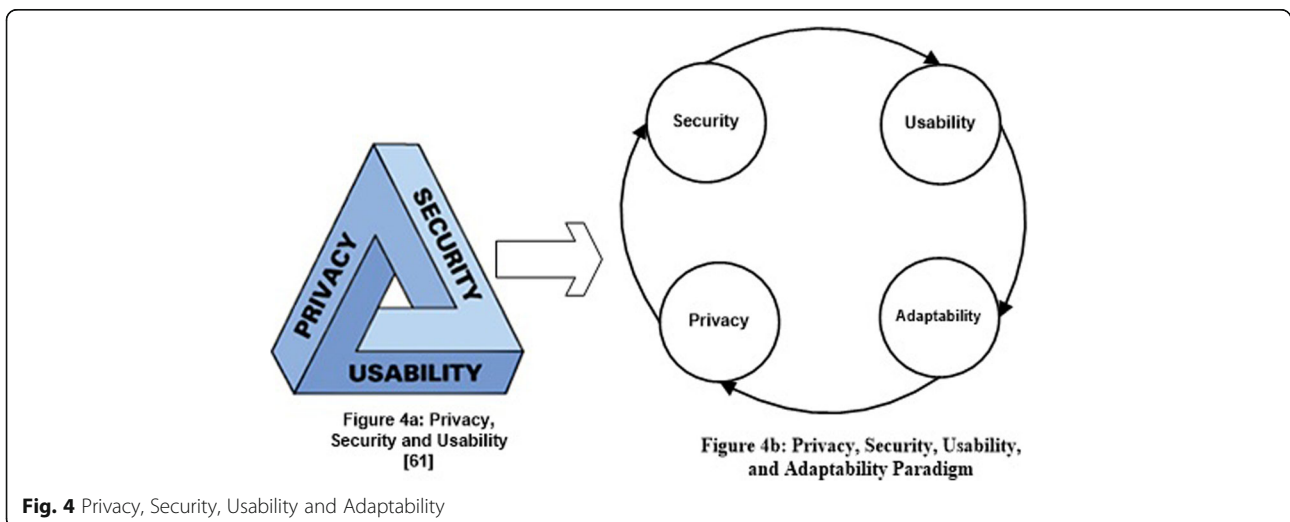 PRIVACY
SECURITY
USABILITY
Figure 4a: Privacy,
Security and Usability
[61]
Security
Usability
Privacy
Adaptability
Figure 4b: Privacy, Security, Usability,
and Adaptability Paradigm
Fig. 4 Privacy, Security, Usability and Adaptability